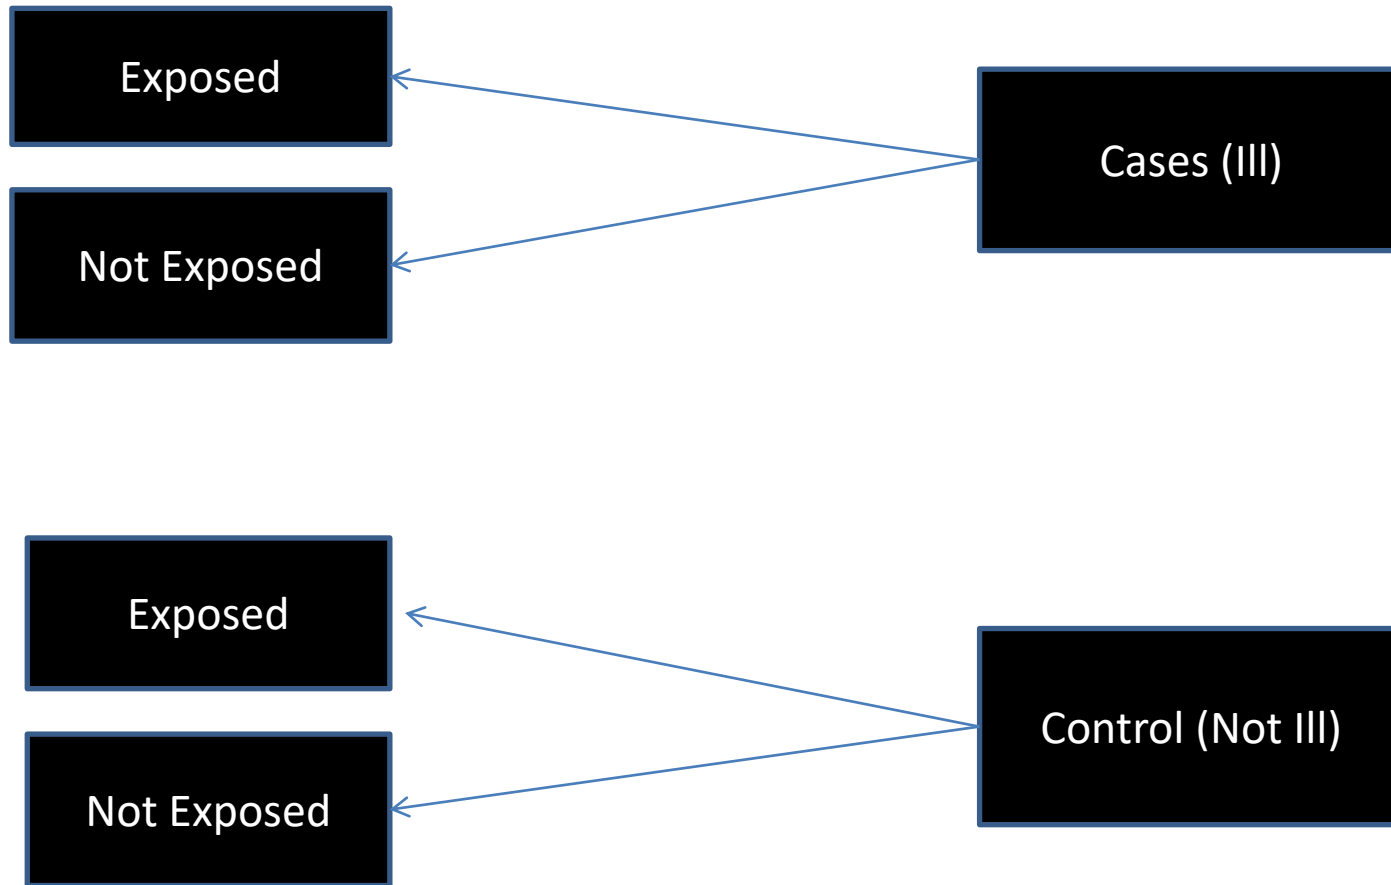 Exposed
Cases (Ill)
Not Exposed
Exposed
Control (Not Ill)
Not Exposed